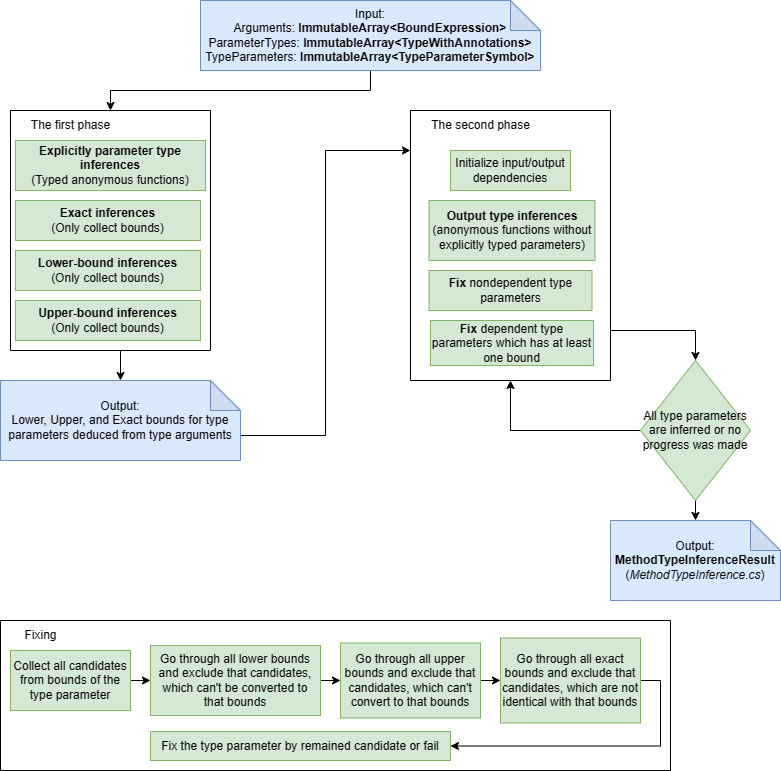 Input:
Arguments: ImmutableArray<BoundExpression>
ParameterTypes: ImmutableArray<TypeWithAnnotations>
TypeParameters: ImmutableArray<TypeParameterSymbol>
The first phase
Explicitly parameter type
inferences
(Typed anonymous functions)
Exact inferences
(Only collect bounds)
Lower-bound inferences
(Only collect bounds)
Upper-bound inferences
(Only collect bounds)
Output:
Lower, Upper, and Exact bounds for type
parameters deduced from type arguments
The second phase
Initialize input/output
dependencies
Output type inferences
(anonymous functions without
explicitly typed parameters)
Fix nondependent type
parameters
Fix dependent type
parameters which has at least
one bound
All type parameters
are inferred or no
progress was made
Output:
MethodTypeInferenceResult
(MethodTypeInference.cs)
Fixing
Collect all candidates
from bounds of the
type parameter
Go through all lower bounds
and exclude that candidates,
which can't be converted to
that bounds
Go through all upper
bounds and exclude that
candidates, which can't
convert to that bounds
Go through all exact
bounds and exclude that
candidates, which are not
identical with that bounds
Fix the type parameter by remained candidate or fail